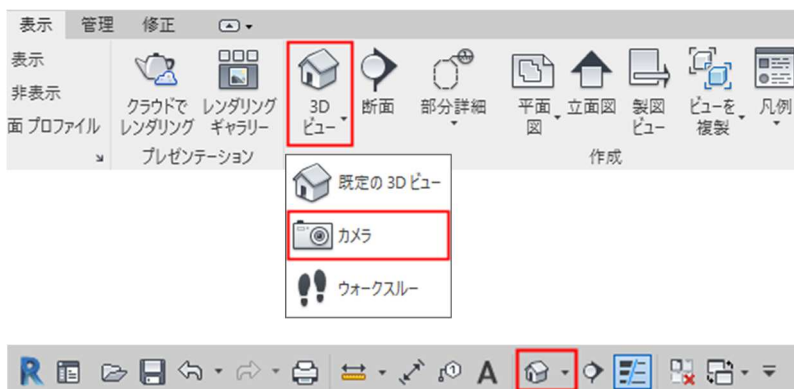 表示 管理 修正
表示
非表示
面 プロファイル
クラウドで
レンダリング
レンダリング
ギャラリー
3D
ビュー
断面
部分詳細
平面
図
立面図
製図
ビュー
ビューを
複製
凡例
プレゼンテーション
作成
既定の 3D ビュー
カメラ
ウォークスルー
R
1
A